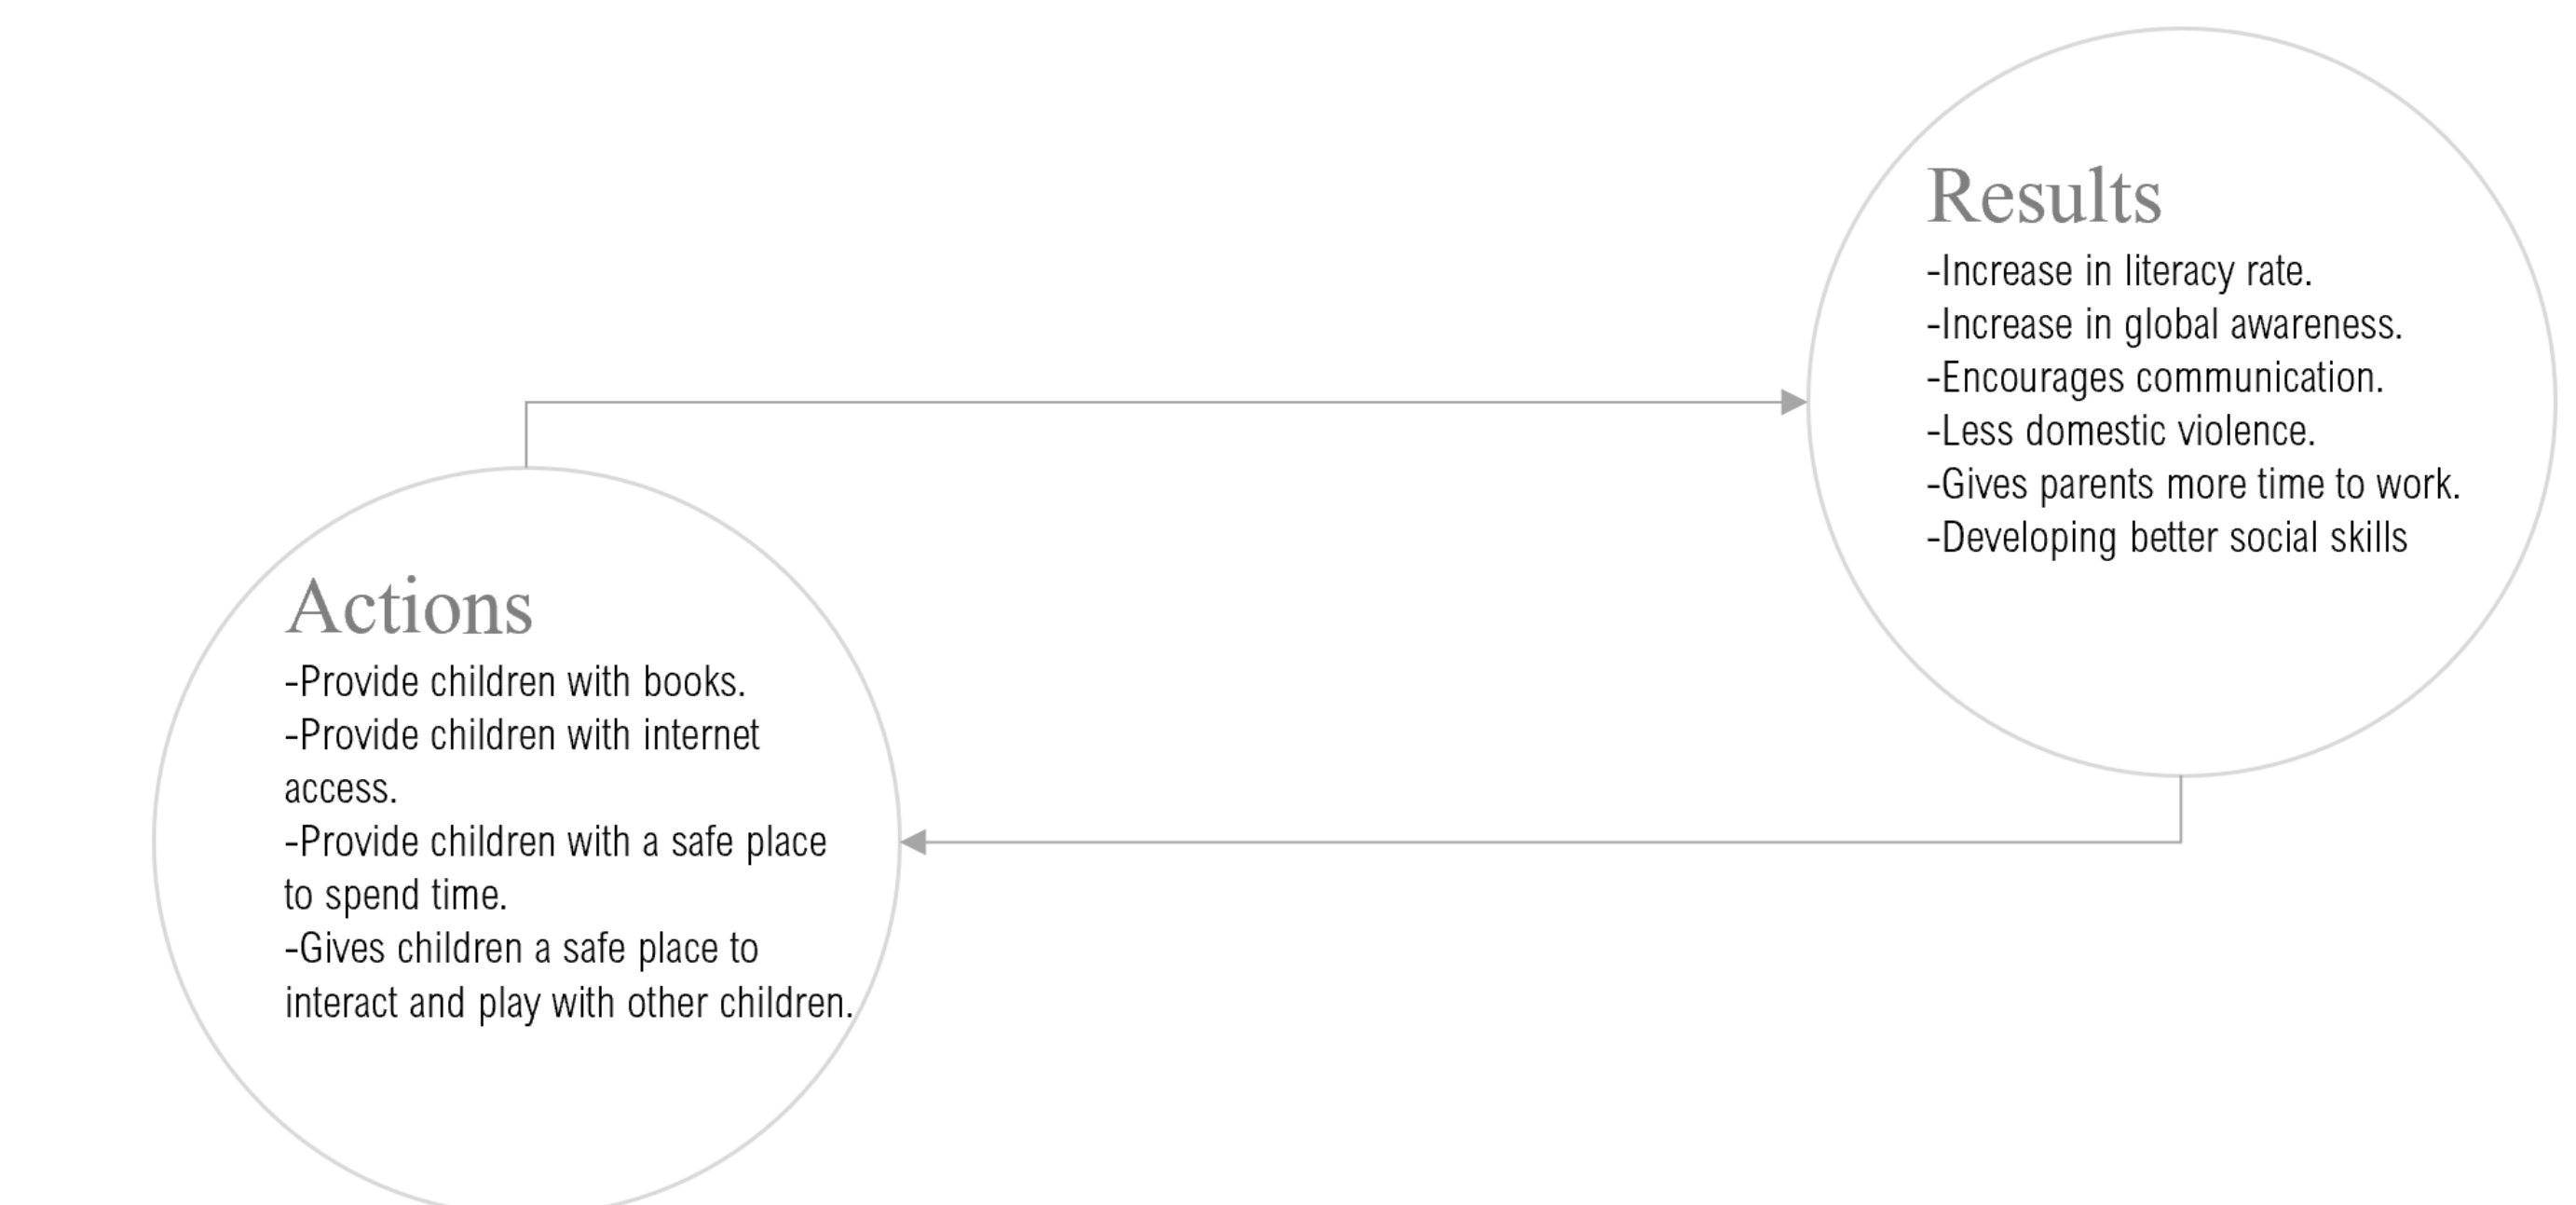 Results
-Increase in literacy rate.
-Increase in global awareness.
-Encourages communication.
-Less domestic violence.
-Gives parents more time to work.
-Developing better social skills
Actions
-Provide children with books.
-Provide children with internet
access.
-Provide children with a safe place
to spend time.
-Gives children a safe place to
interact and play with other children.